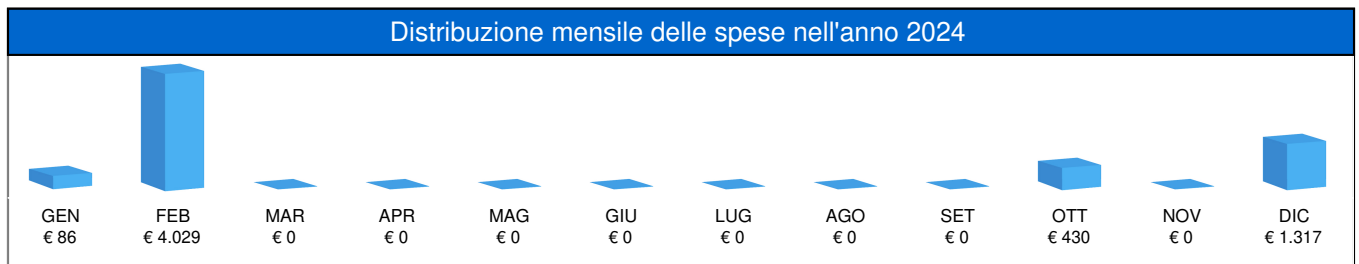 Distribuzione mensile delle spese nell'anno 2024
GEN FEB MAR APR MAG GIU LUG AGO SET OTT NOV DIC
€ 86 € 4.029 € 0 € 0 € 0 € 0 € 0 € 0 € 0 € 430 € 0 € 1.317